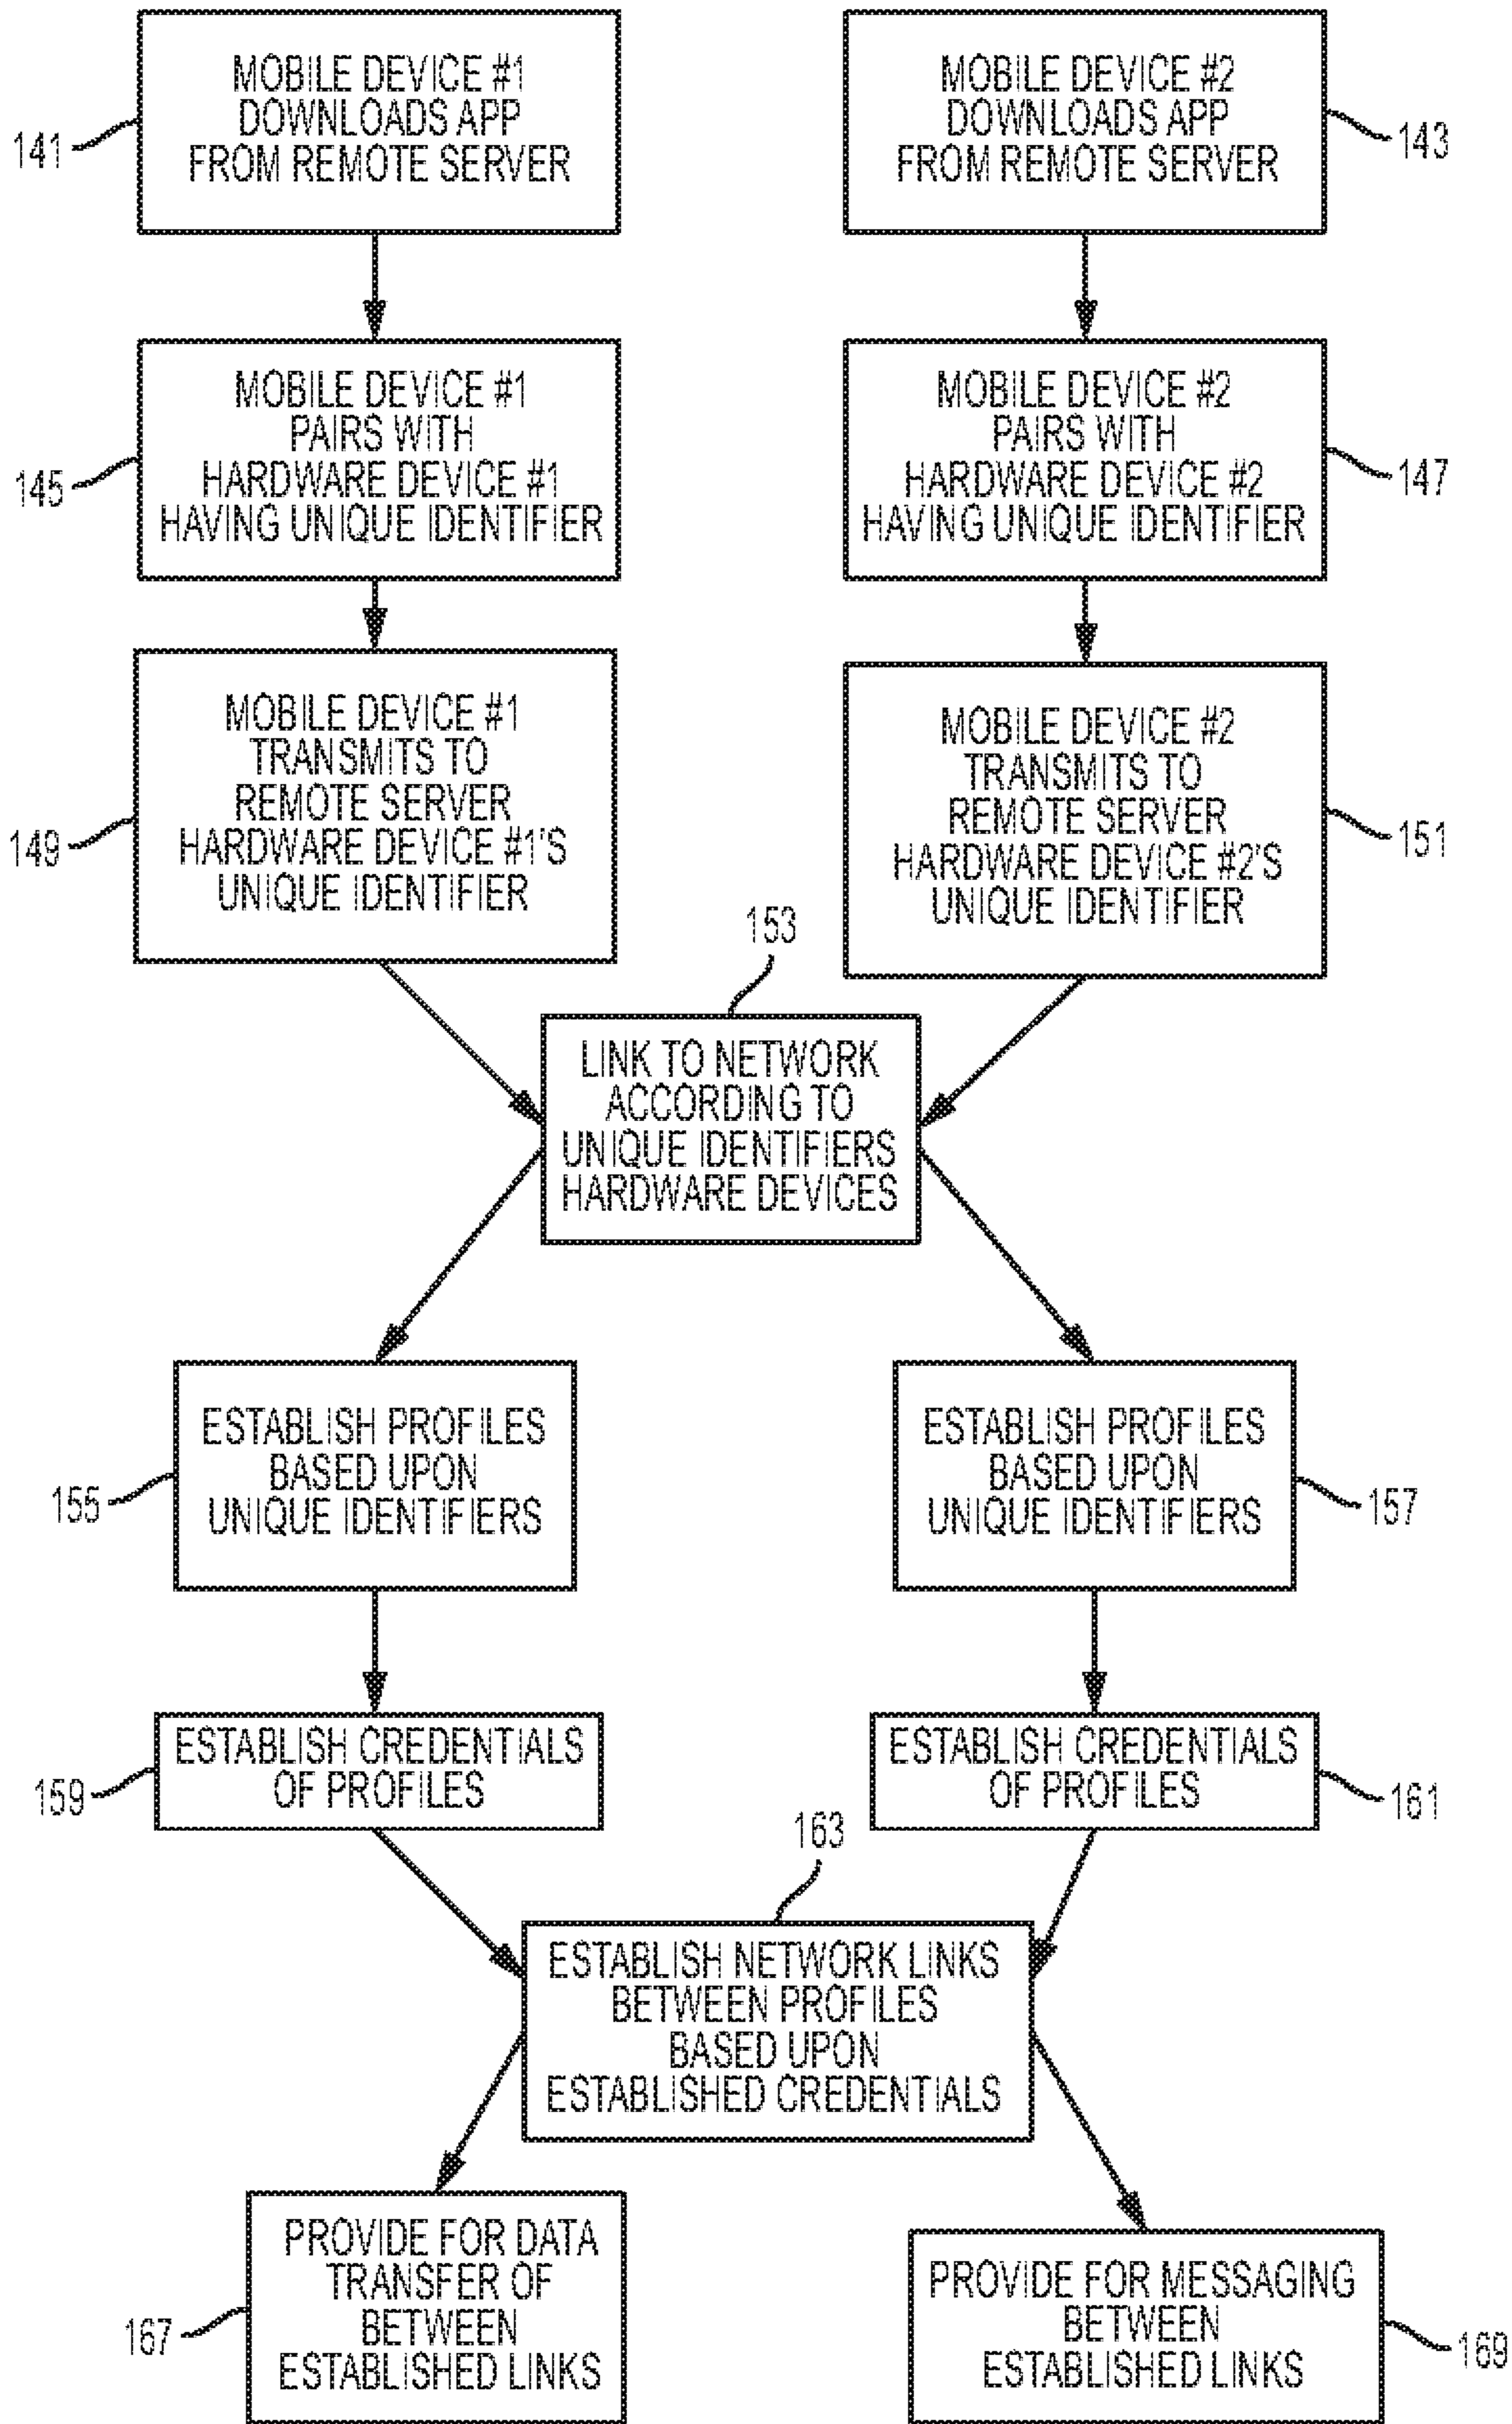 MOBILE DEVICE #1
DOWNLOADS APP
FROM REMOTE SERVER
141
MOBILE DEVICE #2
DOWNLOADS APP
FROM REMOTE SERVER
143
MOBILE DEVICE #1
PAIRS WITH
HARDWARE DEVICE #1
HAVING UNIQUE IDENTIFIER
145
MOBILE DEVICE #2
PAIRS WITH
HARDWARE DEVICE #2
HAVING UNIQUE IDENTIFIER
147
MOBILE DEVICE #1
TRANSMITS TO
REMOTE SERVER
HARDWARE DEVICE #1'S
UNIQUE IDENTIFIER
149
MOBILE DEVICE #2
TRANSMITS TO
REMOTE SERVER
HARDWARE DEVICE #2'S
UNIQUE IDENTIFIER
151
153
LINK TO NETWORK
ACCORDING TO
UNIQUE IDENTIFIERS
HARDWARE DEVICES
ESTABLISH PROFILES
BASED UPON
UNIQUE IDENTIFIERS
155
ESTABLISH PROFILES
BASED UPON
UNIQUE IDENTIFIERS
157
ESTABLISH CREDENTIALS
OF PROFILES
159
ESTABLISH CREDENTIALS
OF PROFILES
161
163
ESTABLISH NETWORK LINKS
BETWEEN PROFILES
BASED UPON
ESTABLISHED CREDENTIALS
PROVIDE FOR DATA
TRANSFER OF
BETWEEN
ESTABLISHED LINKS
167
PROVIDE FOR MESSAGING
BETWEEN
ESTABLISHED LINKS
169